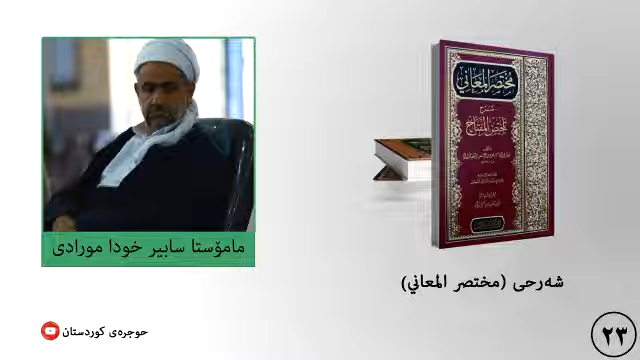 مختصر المعاني
شرح
تلخيص المفتاح
مامۆستا سابیر خودا مورادی
شەرحی (مختصر المعاني)
حوجرەی کوردستان
٢٣